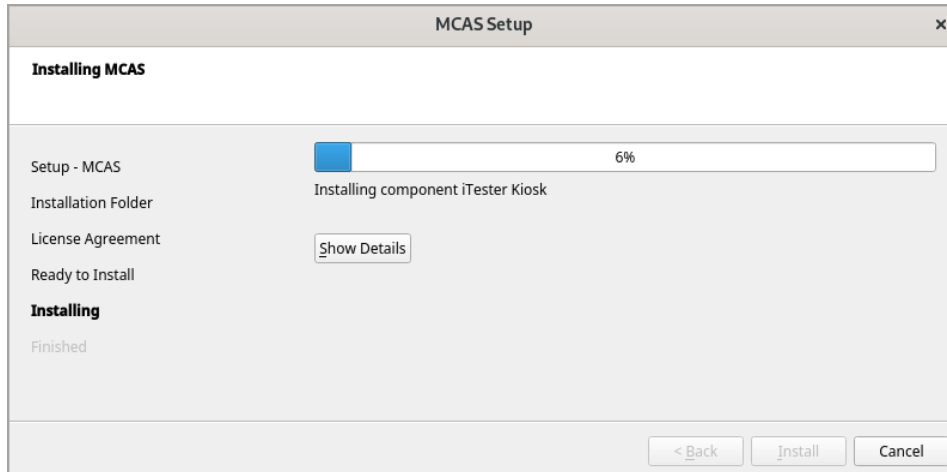 MCAS Setup
×
Installing MCAS
Setup - MCAS
Installation Folder
License Agreement
Ready to Install
Installing
Finished
6%
Installing component iTester Kiosk
Show Details
< Back
Install
Cancel